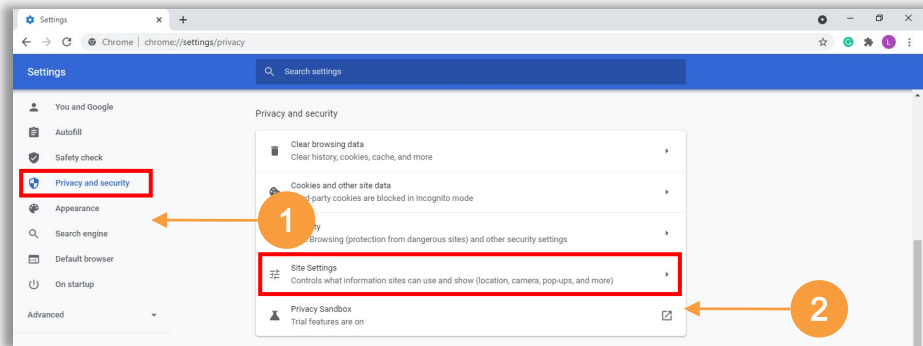 Settings
Chrome | chrome://settings/privacy
L
Settings
Search settings
You and Google
Autofill
Safety check
Privacy and security
Appearance
Search engine
Default browser
On startup
Advanced
Privacy and security
Clear browsing data
Clear history, cookies, cache, and more
Cookies and other site data
-party cookies are blocked in Incognito mode
Browsing (protection from dangerous sites) and other security settings
Site Settings
Controls what information sites can use and show (location, camera, pop-ups, and more)
Privacy Sandbox
Trial features are on
1
2